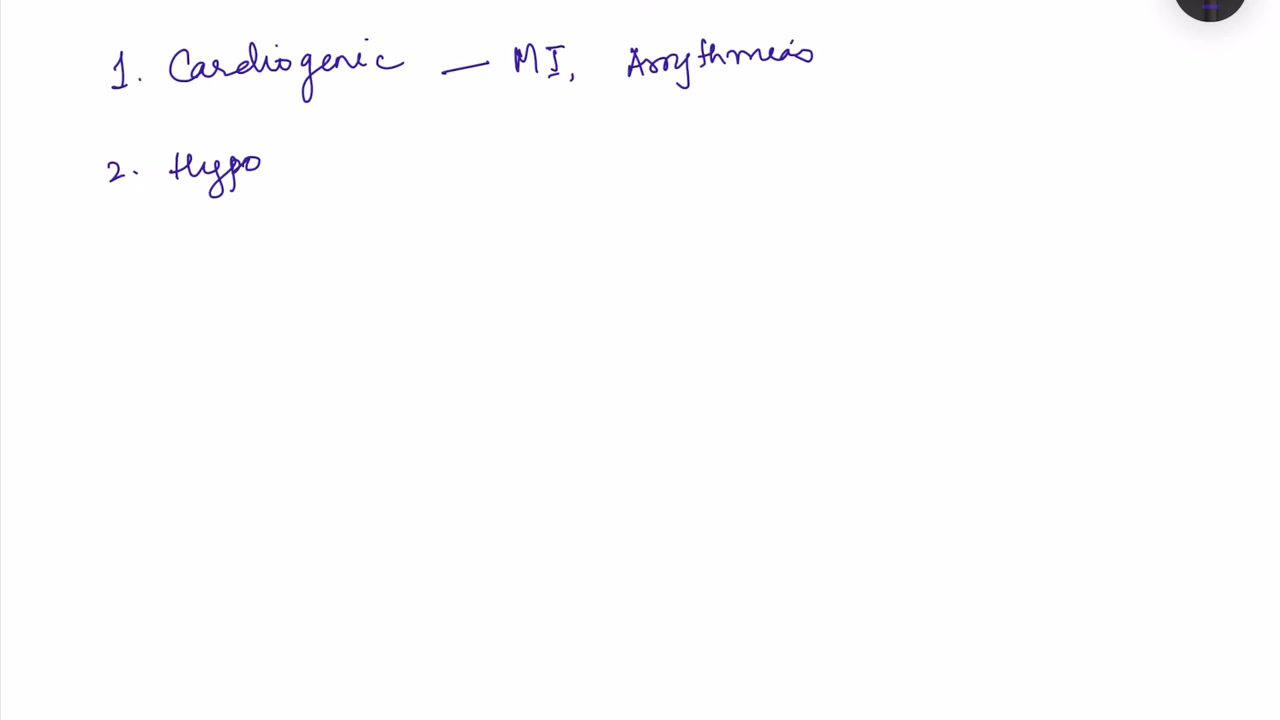 1. Cardiogenic — MI, Arrythmeas
2. Hypo